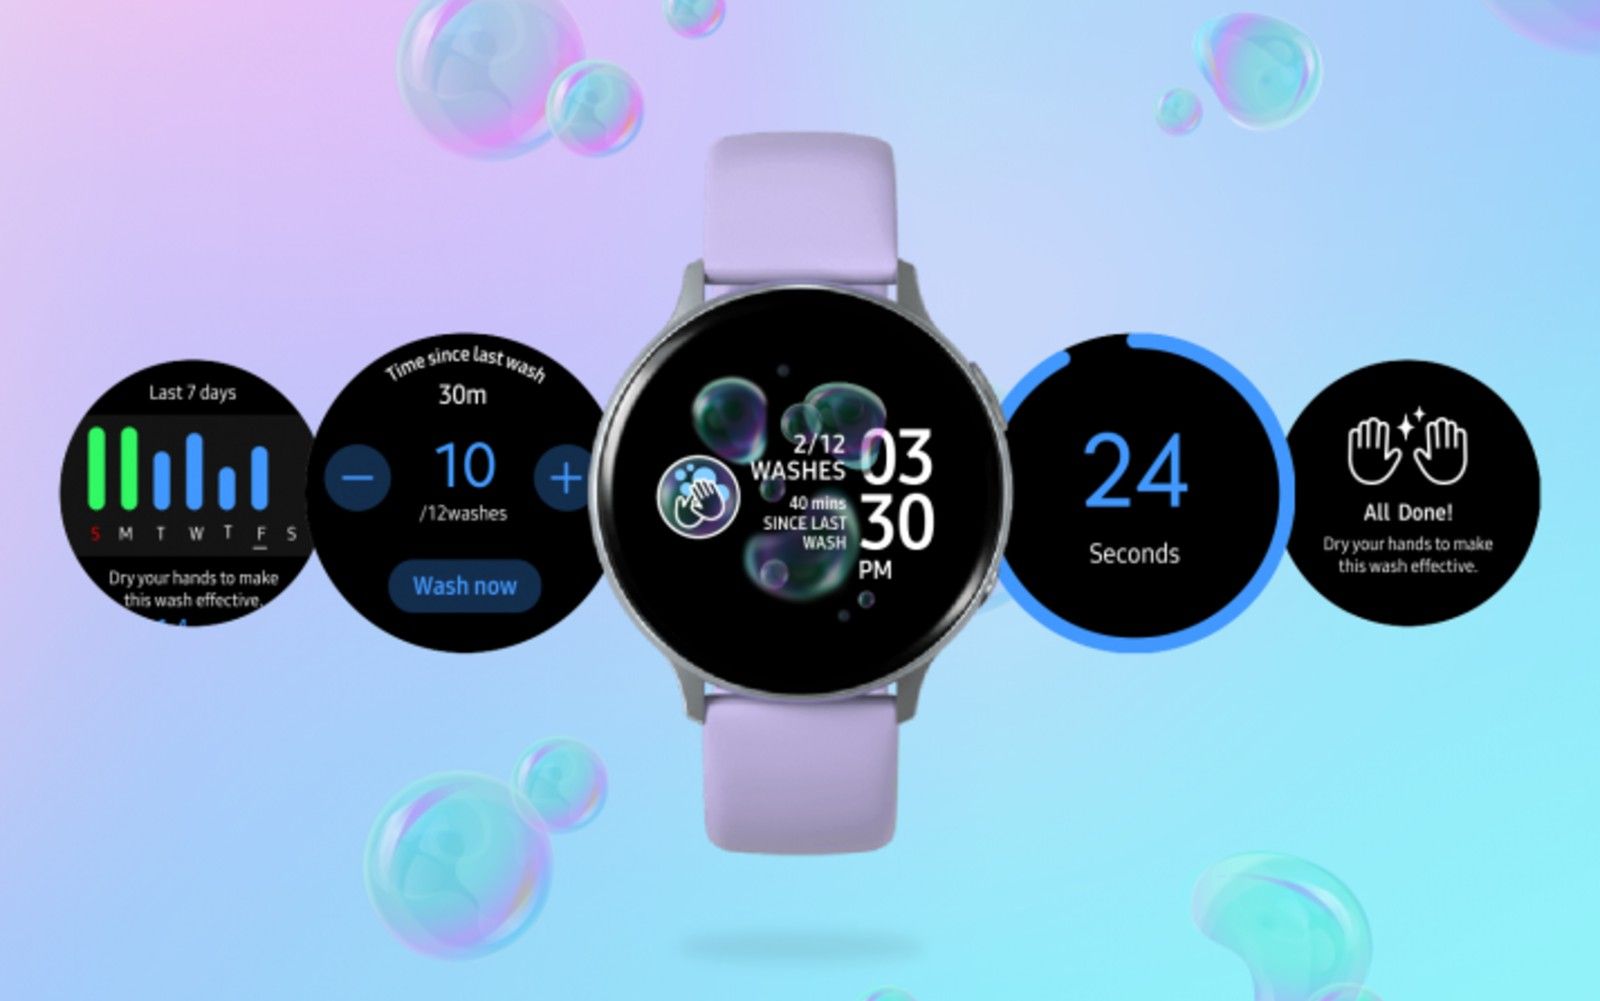 Last 7 days
S M T W T F S
Dry your hands to make
this wash effective.
Time since last wash
30m
10
/12washes
Wash now
2/12
WASHES
40 mins
SINCE LAST
WASH
03
30
PM
24
Seconds
All Done!
Dry your hands to make
this wash effective.